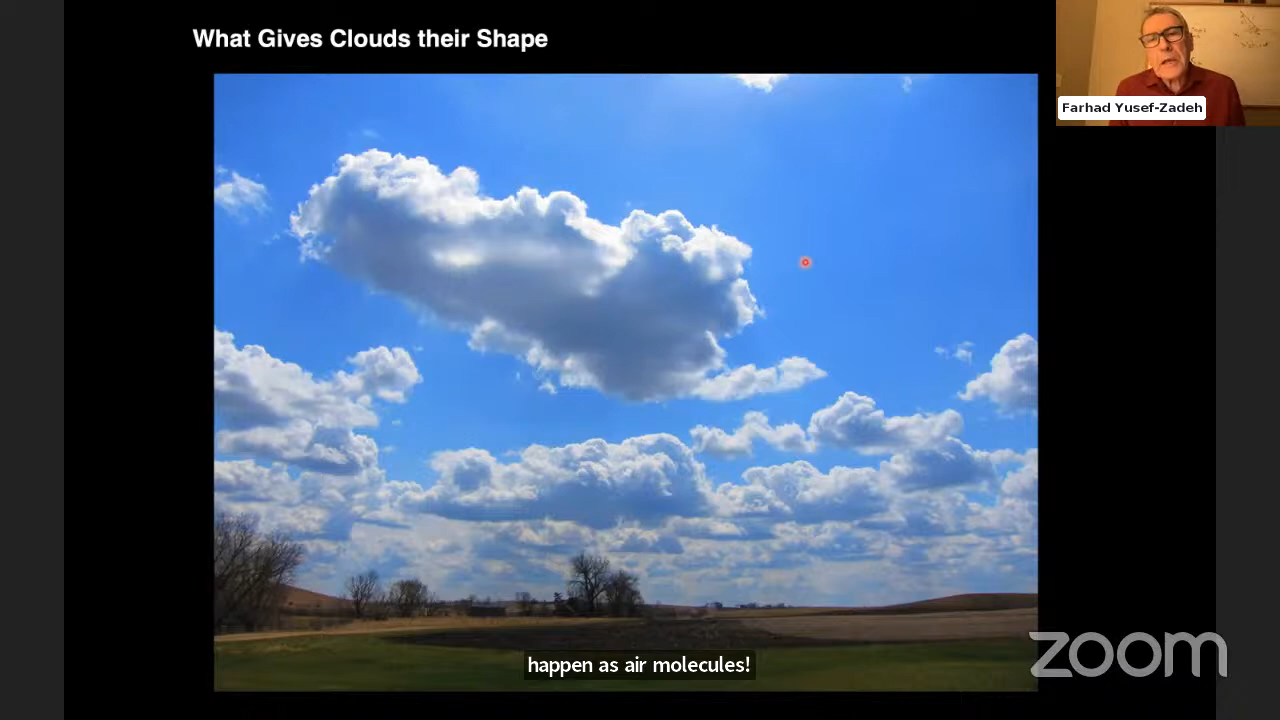 What Gives Clouds their Shape
Farhad Yusef-Zadeh
happen as air molecules!
zoom